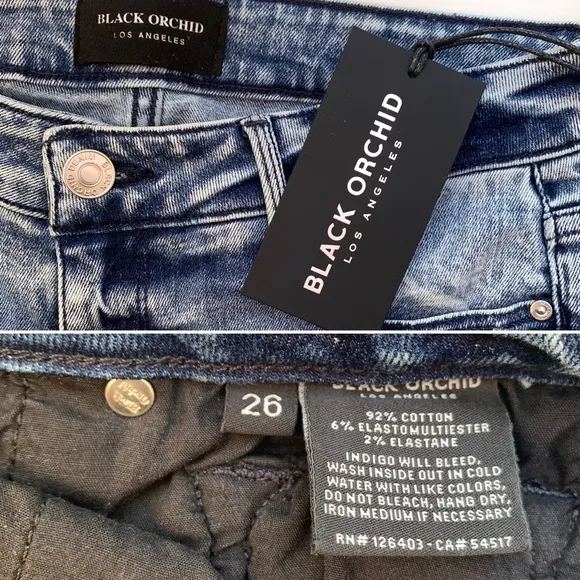 BLACK ORCHID
LOS ANGELES
BLACK ORCHID
LOS ANGELES
26
BLACK ORCHID
LOS ANGELES
92% COTTON
6% ELASTOMULTIESTER
2% ELASTANE
INDIGO WILL BLEED,
WASH INSIDE OUT IN COLD
WATER WITH LIKE COLORS,
DO NOT BLEACH, HANG DRY,
IRON MEDIUM IF NECESSARY
RN# 126403 - CA# 54517